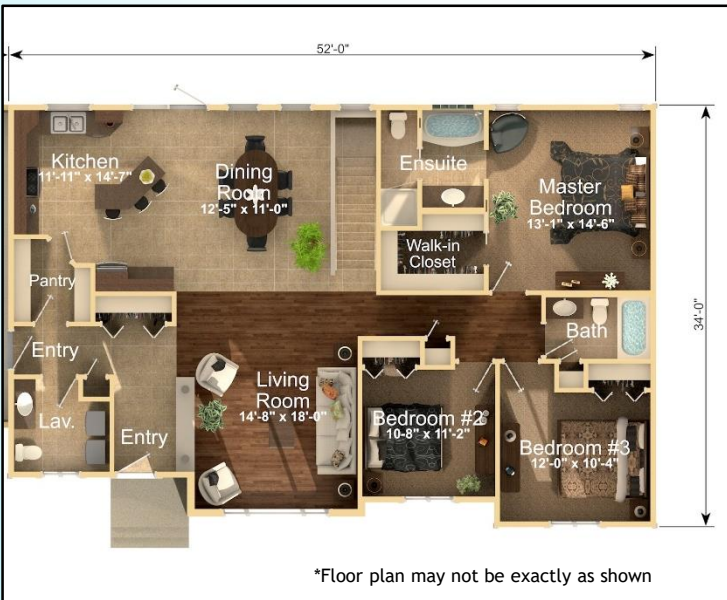 52'-0"
Kitchen
11'-11" x 14'-7"
Dining
Room
12'-5" x 11'-0"
Ensuite
Master
Bedroom
13'-1" x 14'-6"
Walk-in
Closet
Pantry
34'-0"
Entry
Bath
Living
Room
14'-8" x 18'-0"
Lav.
Entry
Bedroom #2
10-8" x 11'-2"
Bedroom #3
12'-0" x 10'-4"
*Floor plan may not be exactly as shown